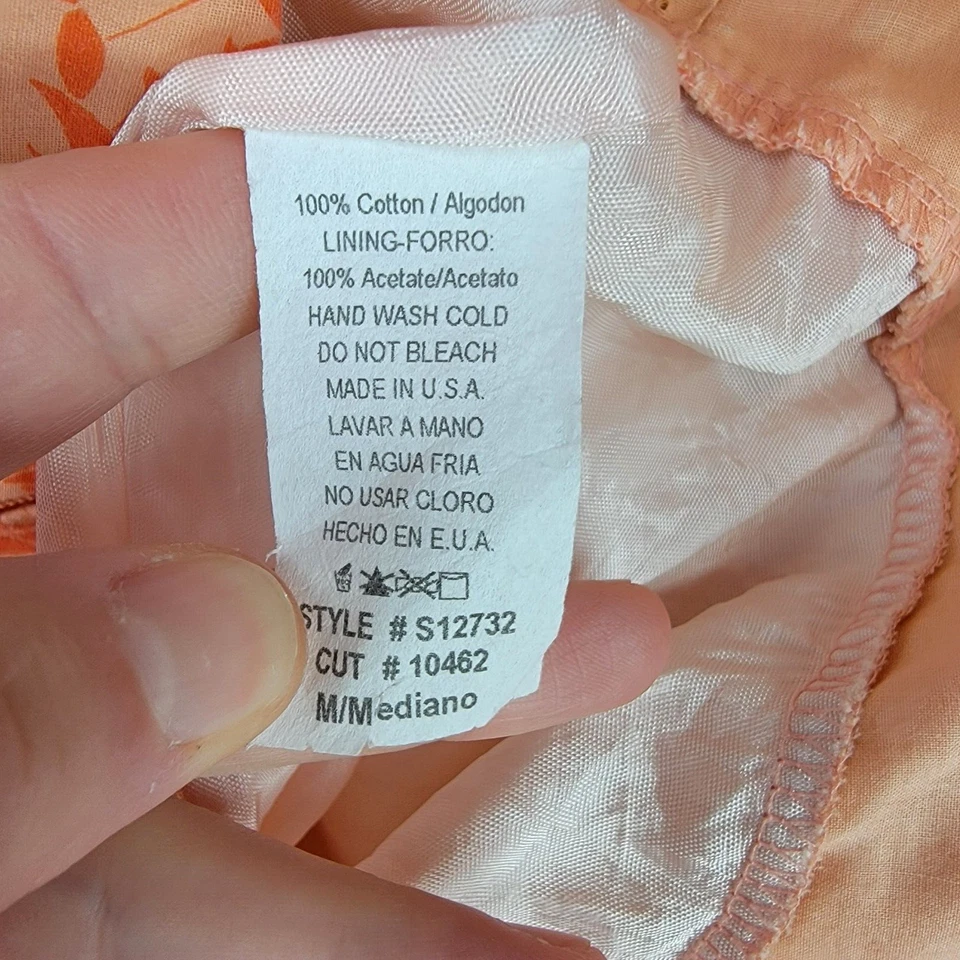 100% Cotton / Algodon
LINING-FORRO:
100% Acetate/Acetato
HAND WASH COLD
DO NOT BLEACH
MADE IN U.S.A.
LAVAR A MANO
EN AGUA FRIA
NO USAR CLORO
HECHO EN E.U.A.
STYLE # S12732
CUT # 10462
M/Mediano